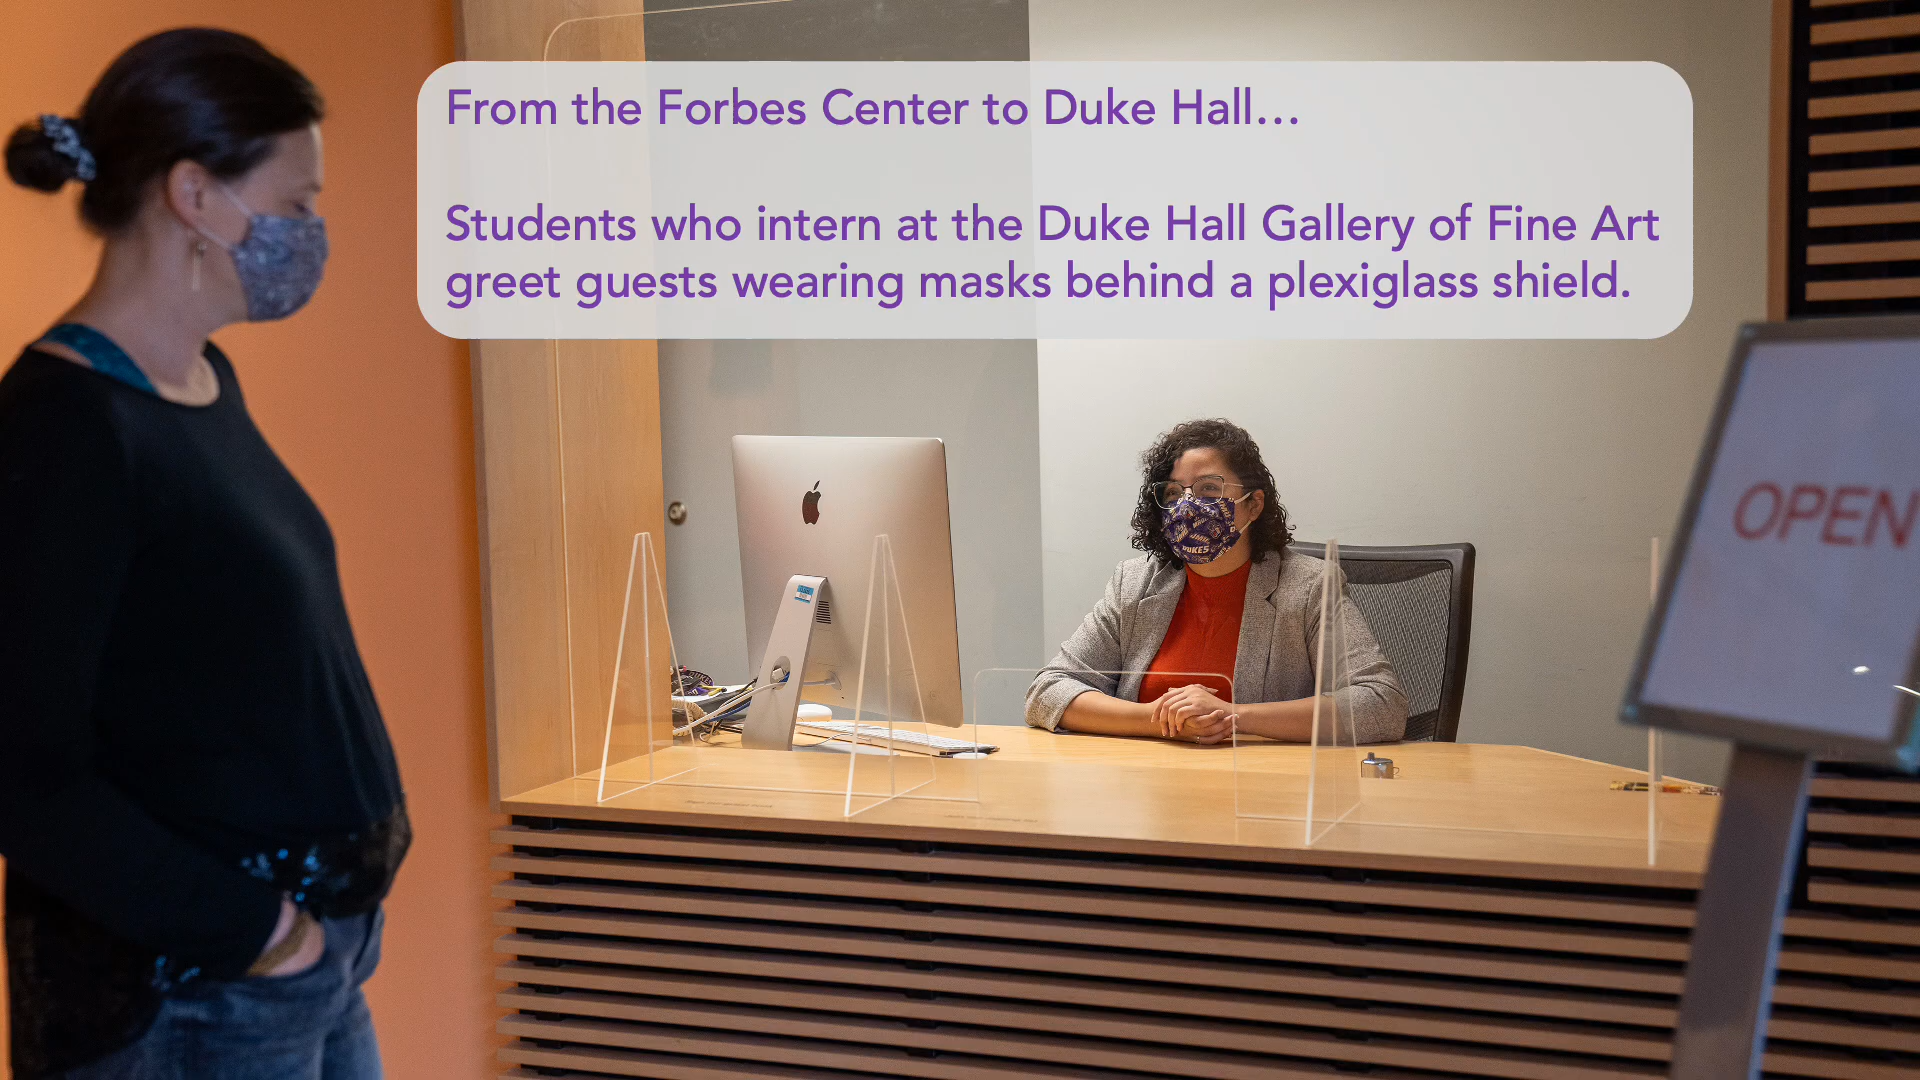 From the Forbes Center to Duke Hall…
Students who intern at the Duke Hall Gallery of Fine Art
greet guests wearing masks behind a plexiglass shield.
DUKES
OPEN